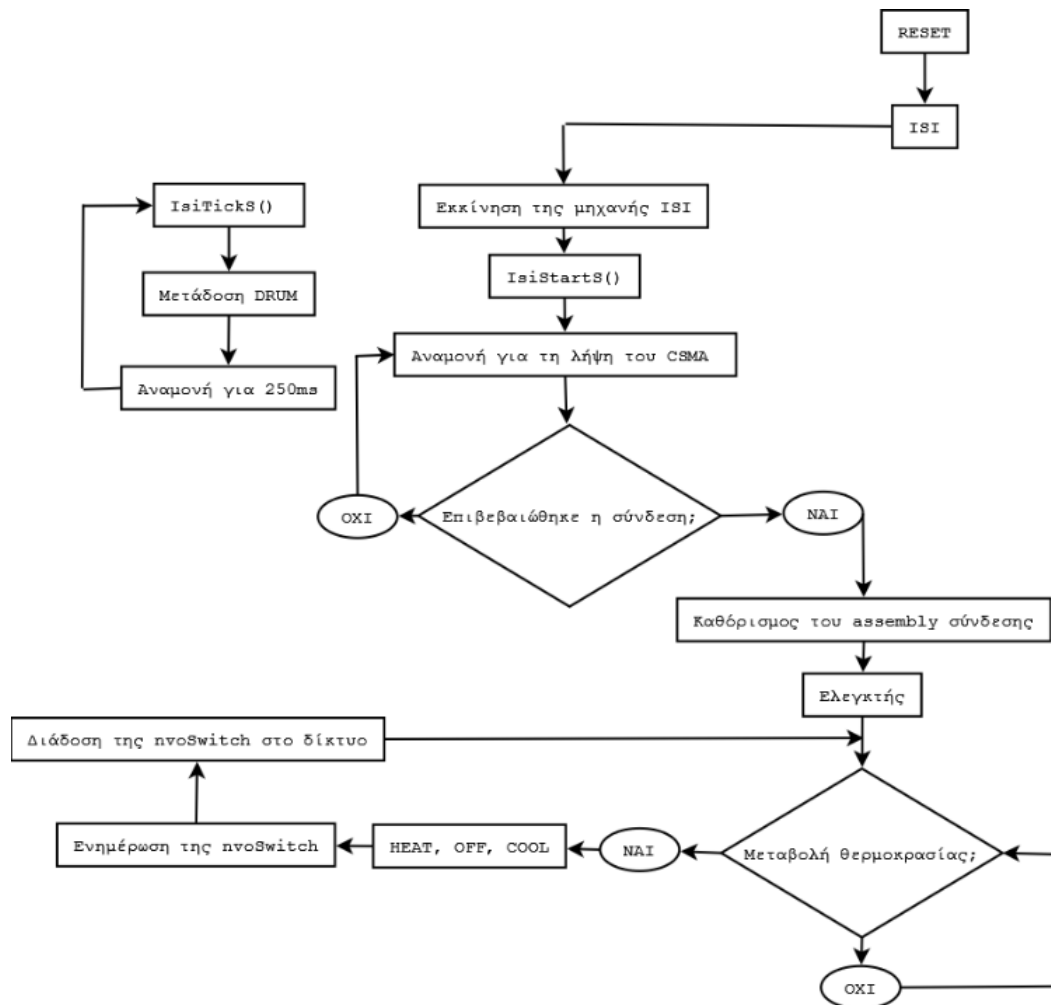 RESET
ISI
Εκκίνηση της μηχανής ISI
IsiTickS()
IsiStartS()
Μετάδοση DRUM
Αναμονή για τη λήψη του CSMA
Αναμονή για 250ms
ΟΧΙ
Επιβεβαιώθηκε η σύνδεση;
ΝΑΙ
Καθόρισμος του assembly σύνδεσης
Ελεγκτής
Διάδοση της nvoSwitch στο δίκτυο
Ενημέρωση της nvoSwitch
HEAT, OFF, COOL
ΝΑΙ
Μεταβολή θερμοκρασίας;
ΟΧΙ